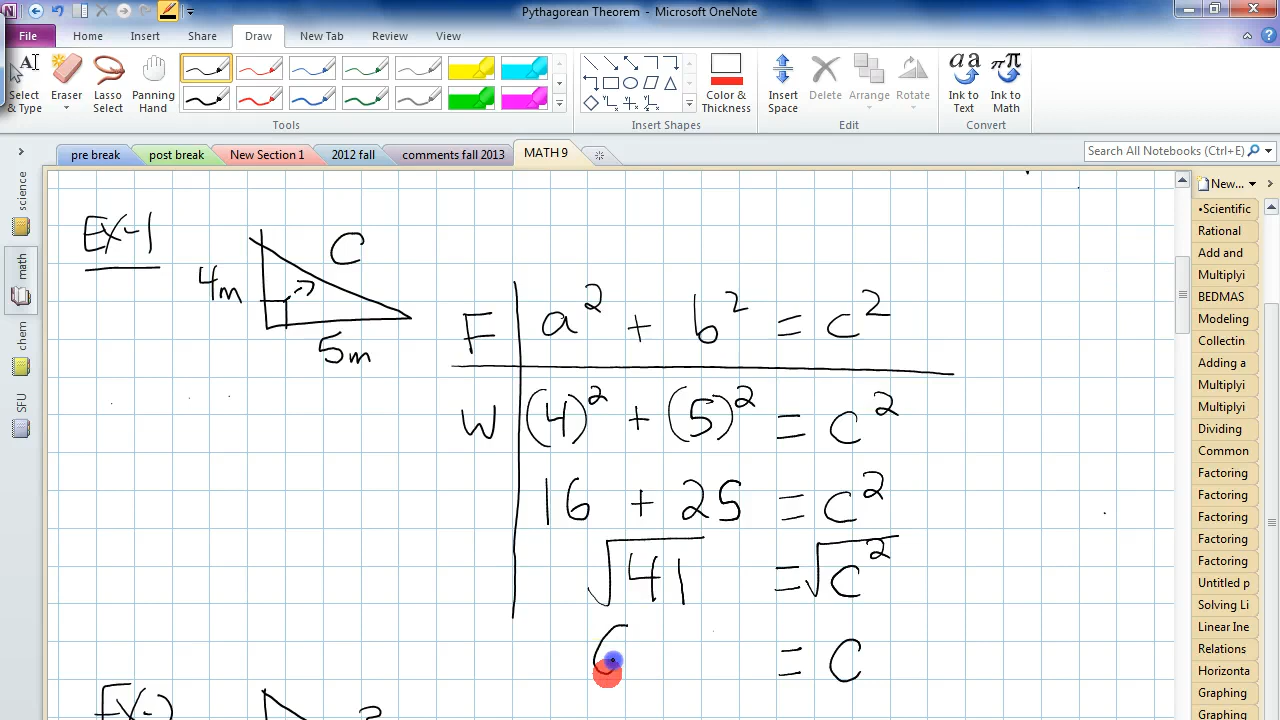 Pythagorean Theorem - Microsoft OneNote
File Home Insert Share Draw New Tab Review View
Select & Type
Eraser
Lasso Select
Panning Hand
Color & Thickness
Insert Space
Delete
Arrange
Rotate
Ink to Text
Ink to Math
Tools Insert Shapes Edit Convert
pre break post break New Section 1 2012 fall comments fall 2013 MATH 9
Search All Notebooks (Ctrl+E)
science
math
chem
SFU
New...
•Scientific
Rational
Add and
Multiplyi
BEDMAS
Modeling
Collectin
Adding a
Multiplyi
Multiplyi
Dividing
Common
Factoring
Factoring
Factoring
Factoring
Factoring
Untitled p
Solving Li
Linear Ine
Relations
Horizonta
Graphing
Graphing
Ex-1
C
4m
5m
F a² + b² = c²
W (4)² + (5)² = c²
16 + 25 = c²
√41 = √c²
6 = C
Ex-2